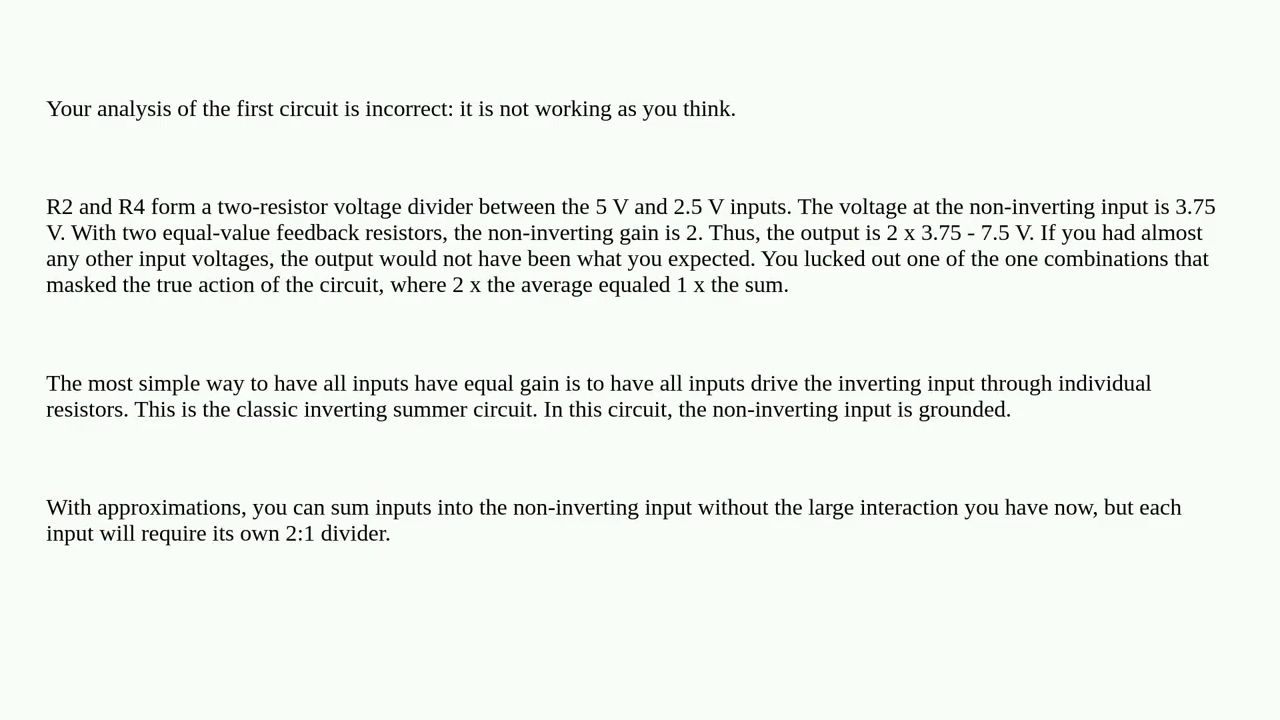 Your analysis of the first circuit is incorrect: it is not working as you think.
R2 and R4 form a two-resistor voltage divider between the 5 V and 2.5 V inputs. The voltage at the non-inverting input is 3.75
V. With two equal-value feedback resistors, the non-inverting gain is 2. Thus, the output is 2 x 3.75 - 7.5 V. If you had almost
any other input voltages, the output would not have been what you expected. You lucked out one of the one combinations that
masked the true action of the circuit, where 2 x the average equaled 1 x the sum.
The most simple way to have all inputs have equal gain is to have all inputs drive the inverting input through individual
resistors. This is the classic inverting summer circuit. In this circuit, the non-inverting input is grounded.
With approximations, you can sum inputs into the non-inverting input without the large interaction you have now, but each
input will require its own 2:1 divider.